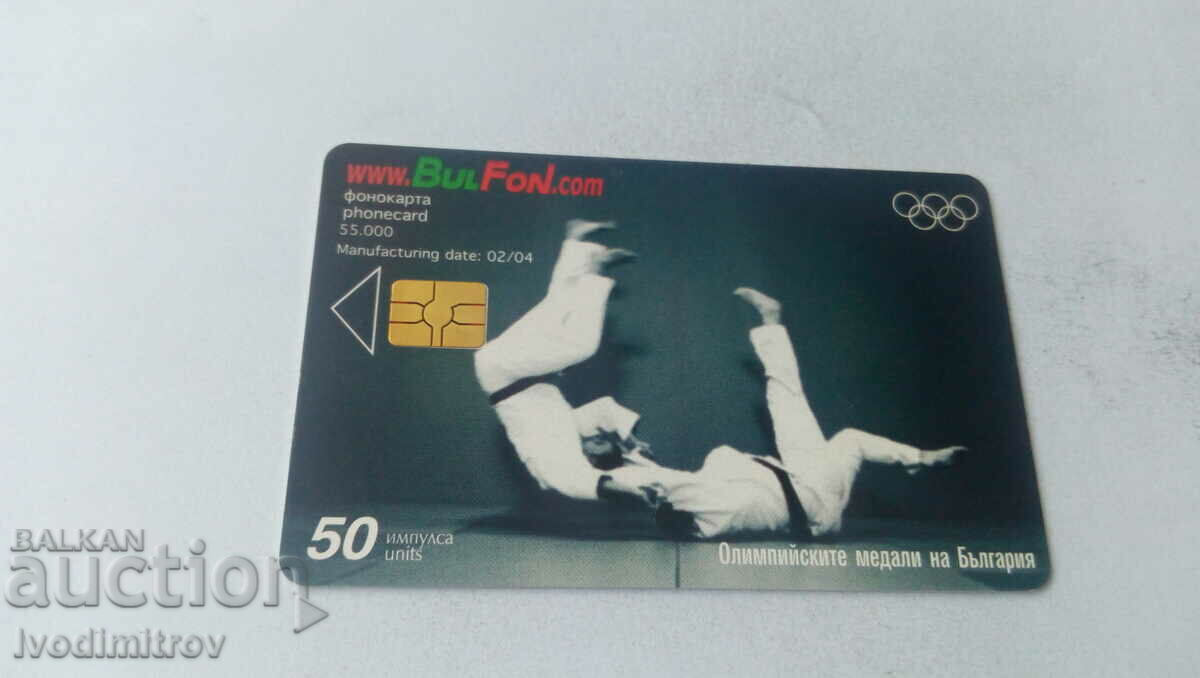 www.BULFON.com
фонокарта
phonecard
55.000
Manufacturing date: 02/04
50 импулса
units
Олимпийските медали на България
BALKAN
auction
Ivodimitrov